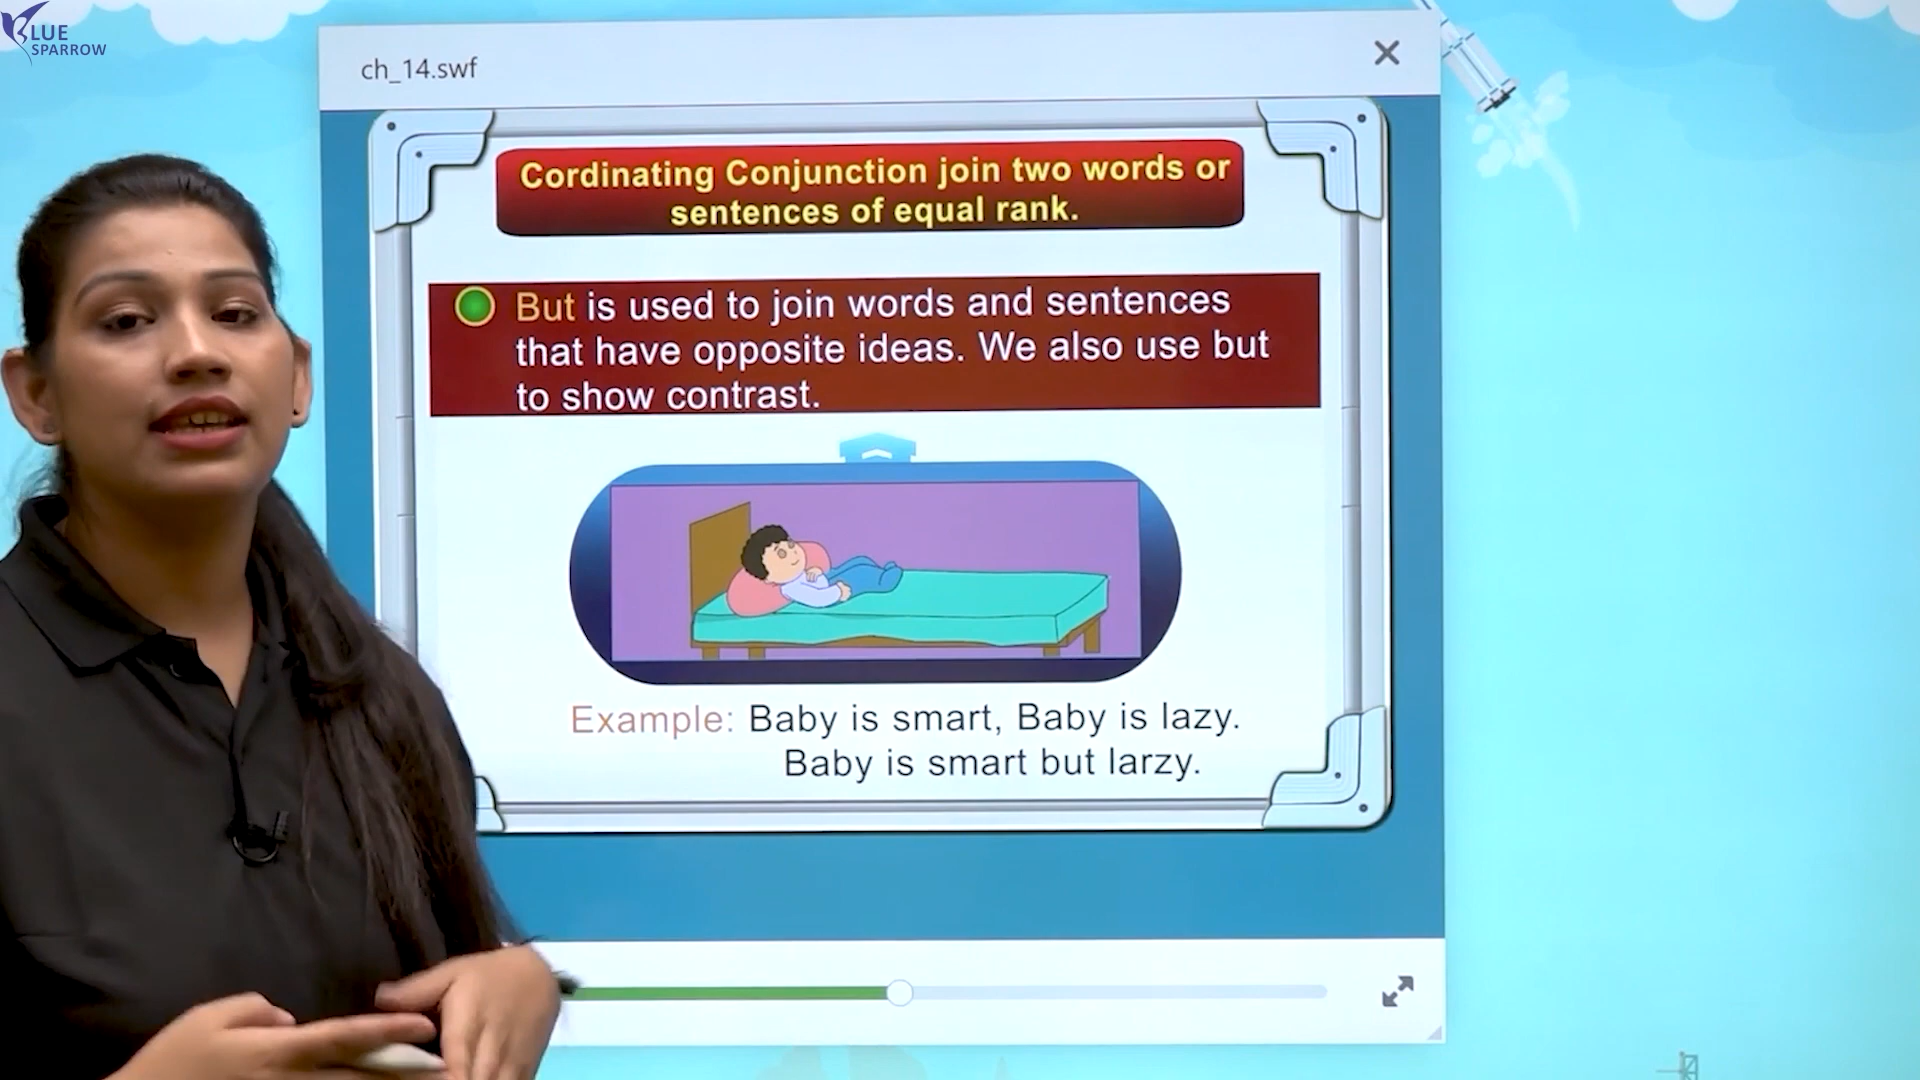 BLUE
SPARROW
ch_14.swf
Cordinating Conjunction join two words or
sentences of equal rank.
But is used to join words and sentences
that have opposite ideas. We also use but
to show contrast.
Example: Baby is smart, Baby is lazy.
Baby is smart but larzy.